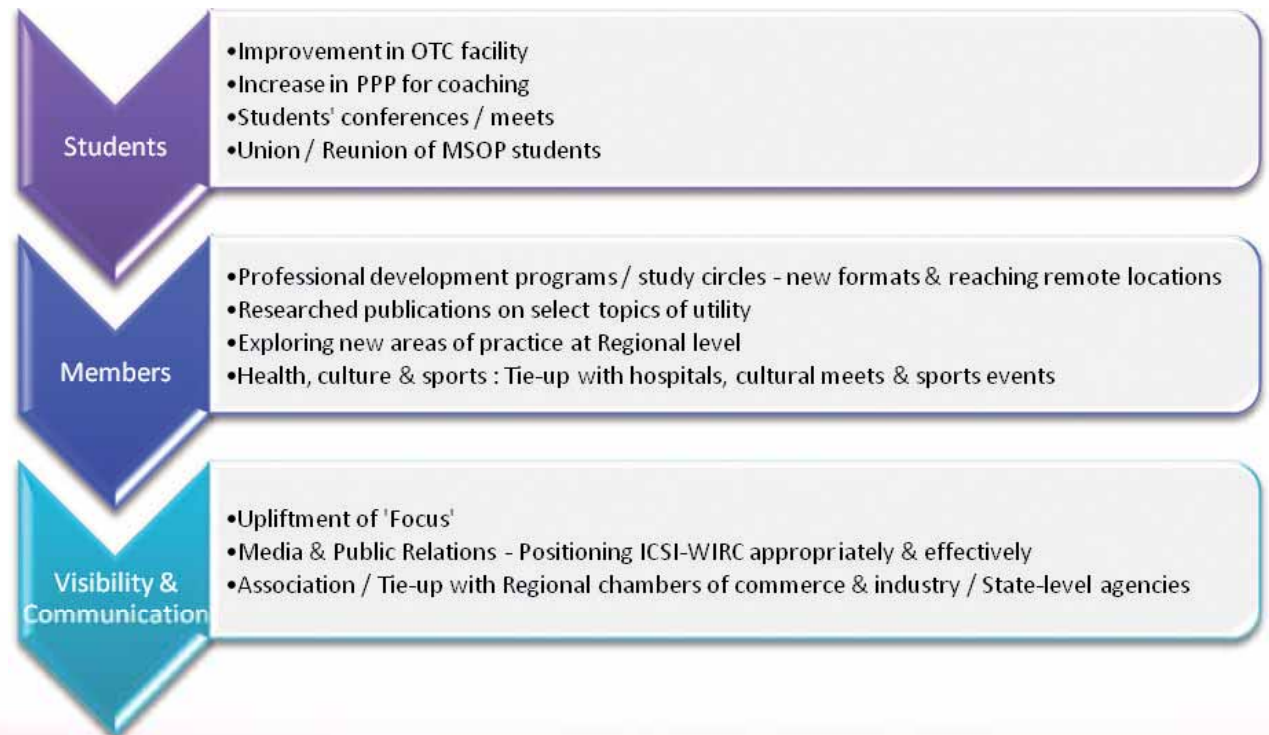 Students
•Improvement in OTC facility
•Increase in PPP for coaching
•Students' conferences / meets
•Union / Reunion of MSOP students
Members
•Professional development programs / study circles - new formats & reaching remote locations
•Researched publications on select topics of utility
•Exploring new areas of practice at Regional level
•Health, culture & sports : Tie-up with hospitals, cultural meets & sports events
Visibility &
Communication
•Upliftment of 'Focus'
•Media & Public Relations - Positioning ICSI-WIRC appropriately & effectively
•Association / Tie-up with Regional chambers of commerce & industry / State-level agencies